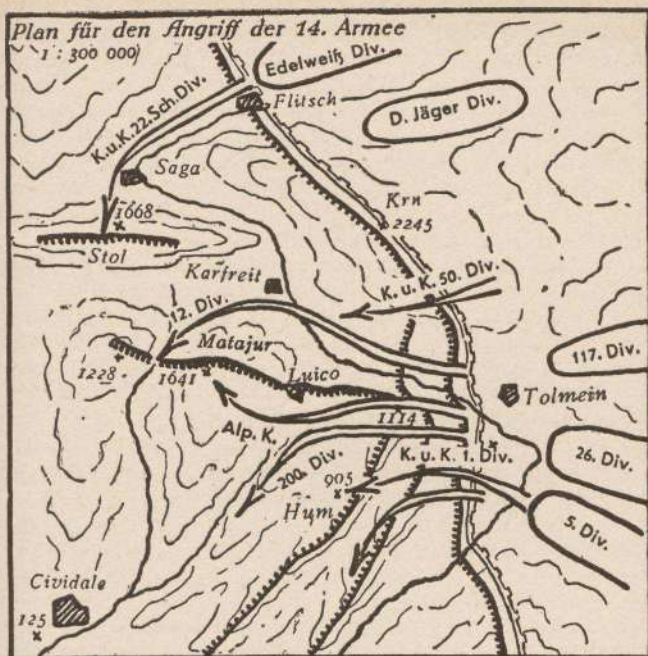 Plan für den Angriff der 14. Armee
1 : 300 000)
Edelweiß Div.
Flitsch
D. Jäger Div.
K.u.K.22.Sch.Div.
Saga
Krn
1668
2245
Stol
Karfreit
K. u. K. 50. Div.
12. Div.
Matajur
117. Div.
1228
1641
Luico
Tolmein
1114
Alp. K.
K. u. K. 1. Div.
26. Div.
200. Div.
905
Hum
5. Div.
Cividale
125